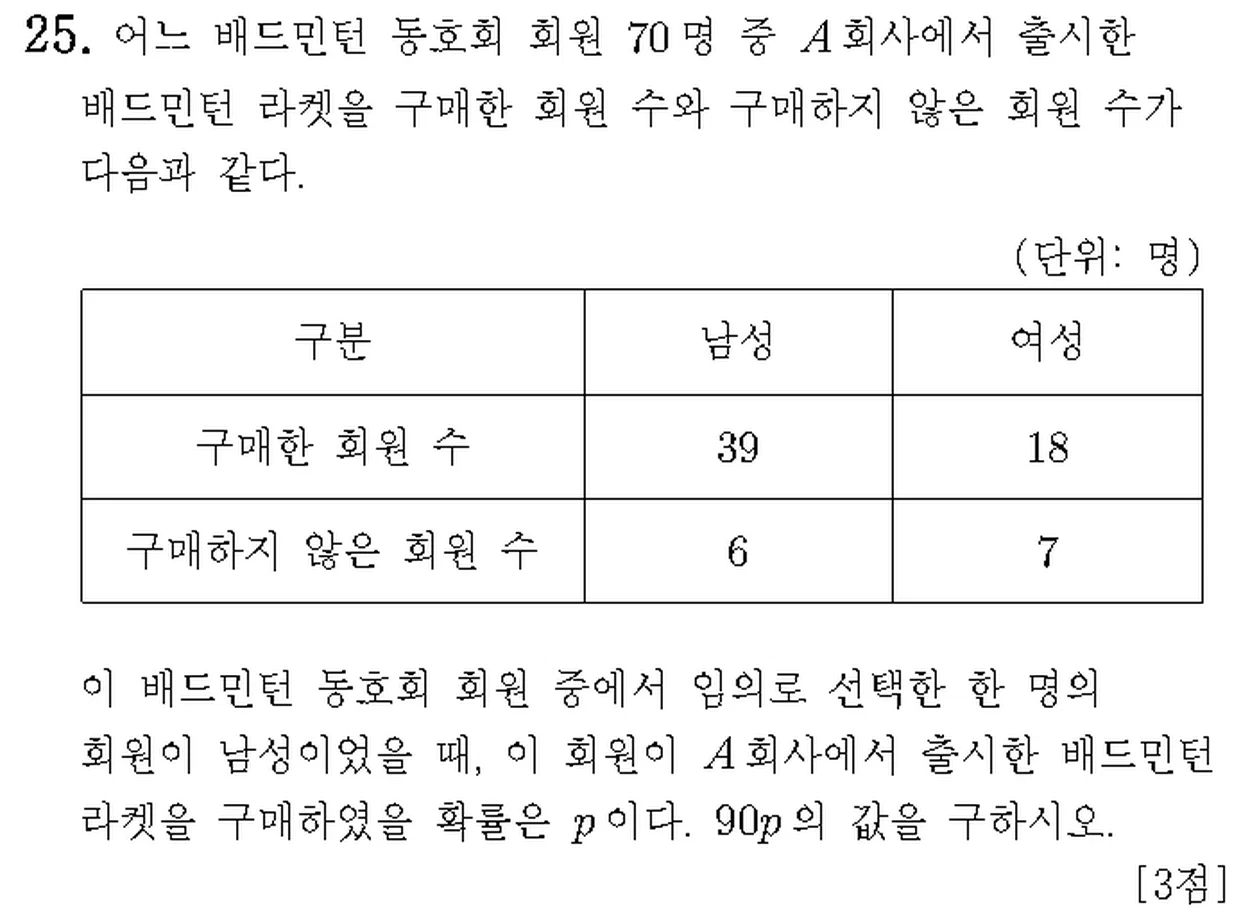 25. 어느 배드민턴 동호회 회원 70명 중 A회사에서 출시한
배드민턴 라켓을 구매한 회원 수와 구매하지 않은 회원 수가
다음과 같다.
(단위: 명)
구분 남성 여성
구매한 회원 수 39 18
구매하지 않은 회원 수 6 7
이 배드민턴 동호회 회원 중에서 임의로 선택한 한 명의
회원이 남성이었을 때, 이 회원이 A회사에서 출시한 배드민턴
라켓을 구매하였을 확률은 p이다. 90p의 값을 구하시오.
[3점]